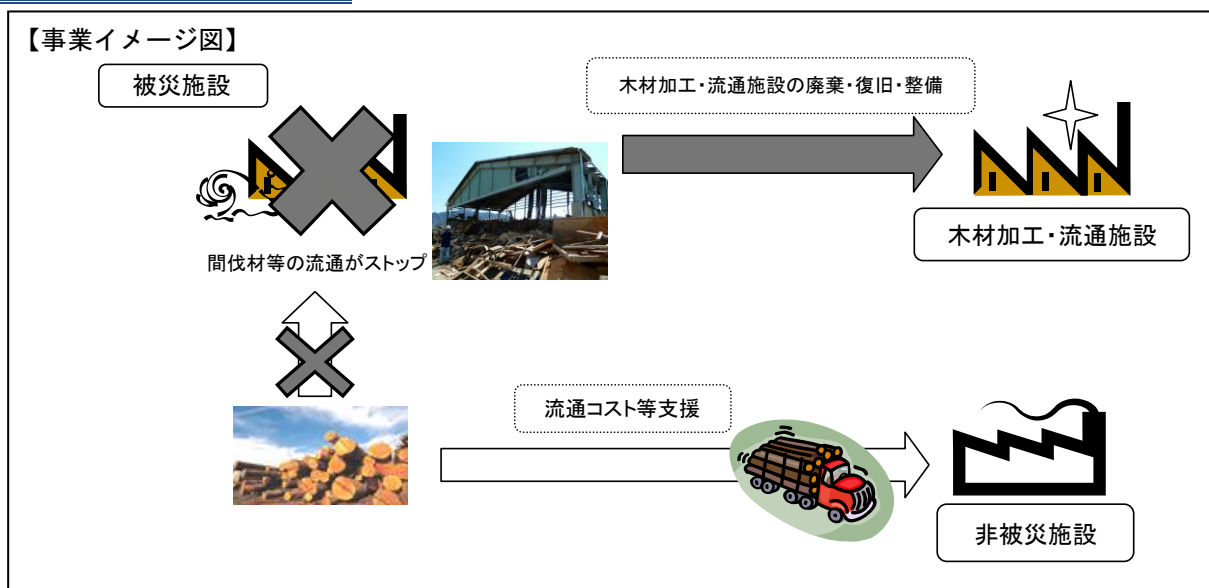 【事業イメージ図】
被災施設
木材加工・流通施設の廃棄・復旧・整備
木材加工・流通施設
間伐材等の流通がストップ
流通コスト等支援
非被災施設